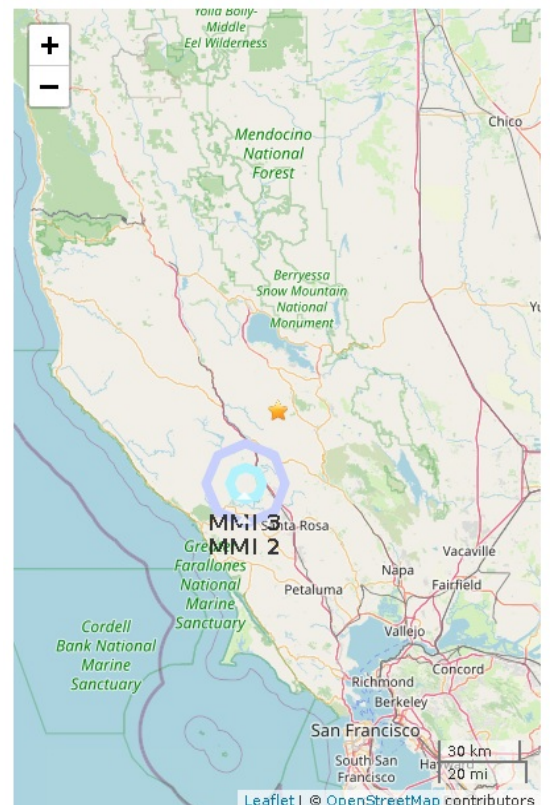 Yolla Bolly-
Middle
Eel Wilderness
+
−
Chico
Mendocino
National
Forest
Berryessa
Snow Mountain
National
Monument
Yu
MMI 3
Santa Rosa
MMI 2
Farallones
National
Marine
Sanctuary
Vacaville
Napa
Fairfield
Petaluma
Cordell
Bank National
Marine
Sanctuary
Vallejo
Concord
Richmond
Berkeley
San Francisco
30 km
South San
Francisco
20 mi
Leaflet | © OpenStreetMap contributors